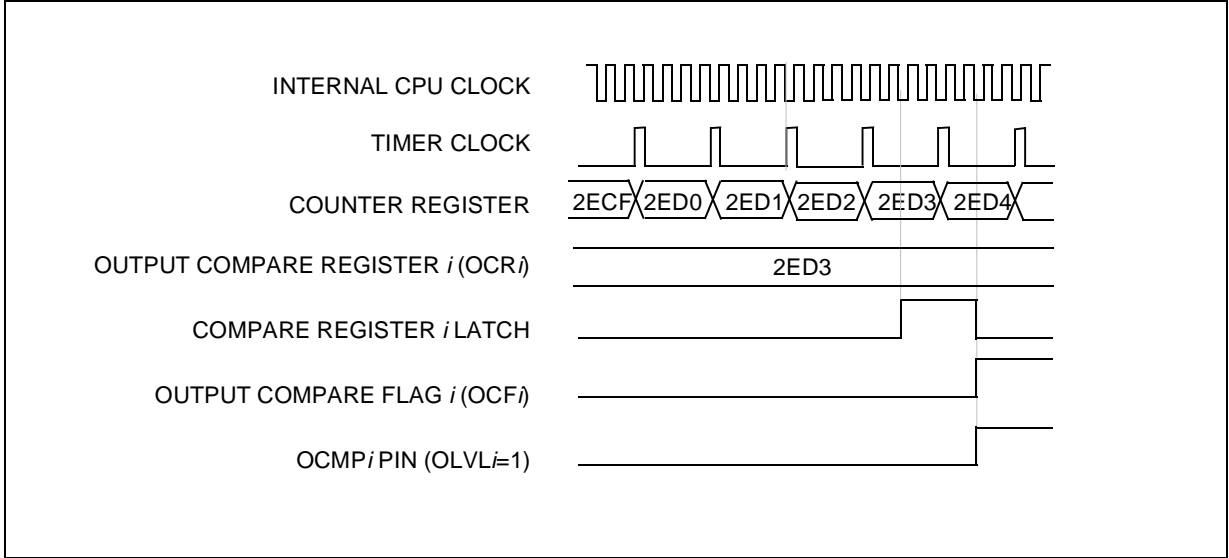 INTERNAL CPU CLOCK
TIMER CLOCK
COUNTER REGISTER
2ECF 2ED0 2ED1 2ED2 2ED3 2ED4
OUTPUT COMPARE REGISTER i (OCRi)
2ED3
COMPARE REGISTER i LATCH
OUTPUT COMPARE FLAG i (OCFi)
OCMPi PIN (OLVLi=1)